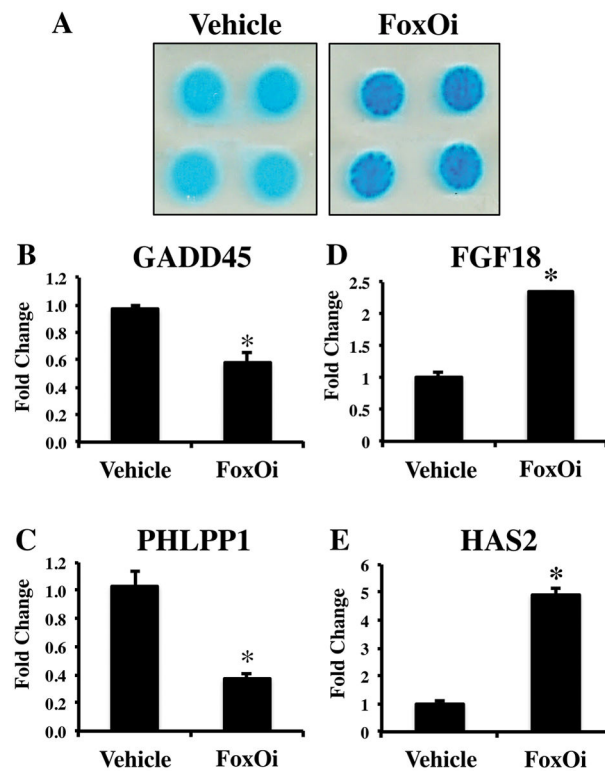 A Vehicle FoxOi
B GADD45
Fold Change
1.2
1.0
0.8
0.6
0.4
0.2
0.0
*
Vehicle FoxOi
D FGF18
Fold Change
2.5
2
1.5
1
0.5
0
*
Vehicle FoxOi
C PHLPP1
Fold Change
1.2
1.0
0.8
0.6
0.4
0.2
0.0
*
Vehicle FoxOi
E HAS2
Fold Change
6
5
4
3
2
1
0
*
Vehicle FoxOi